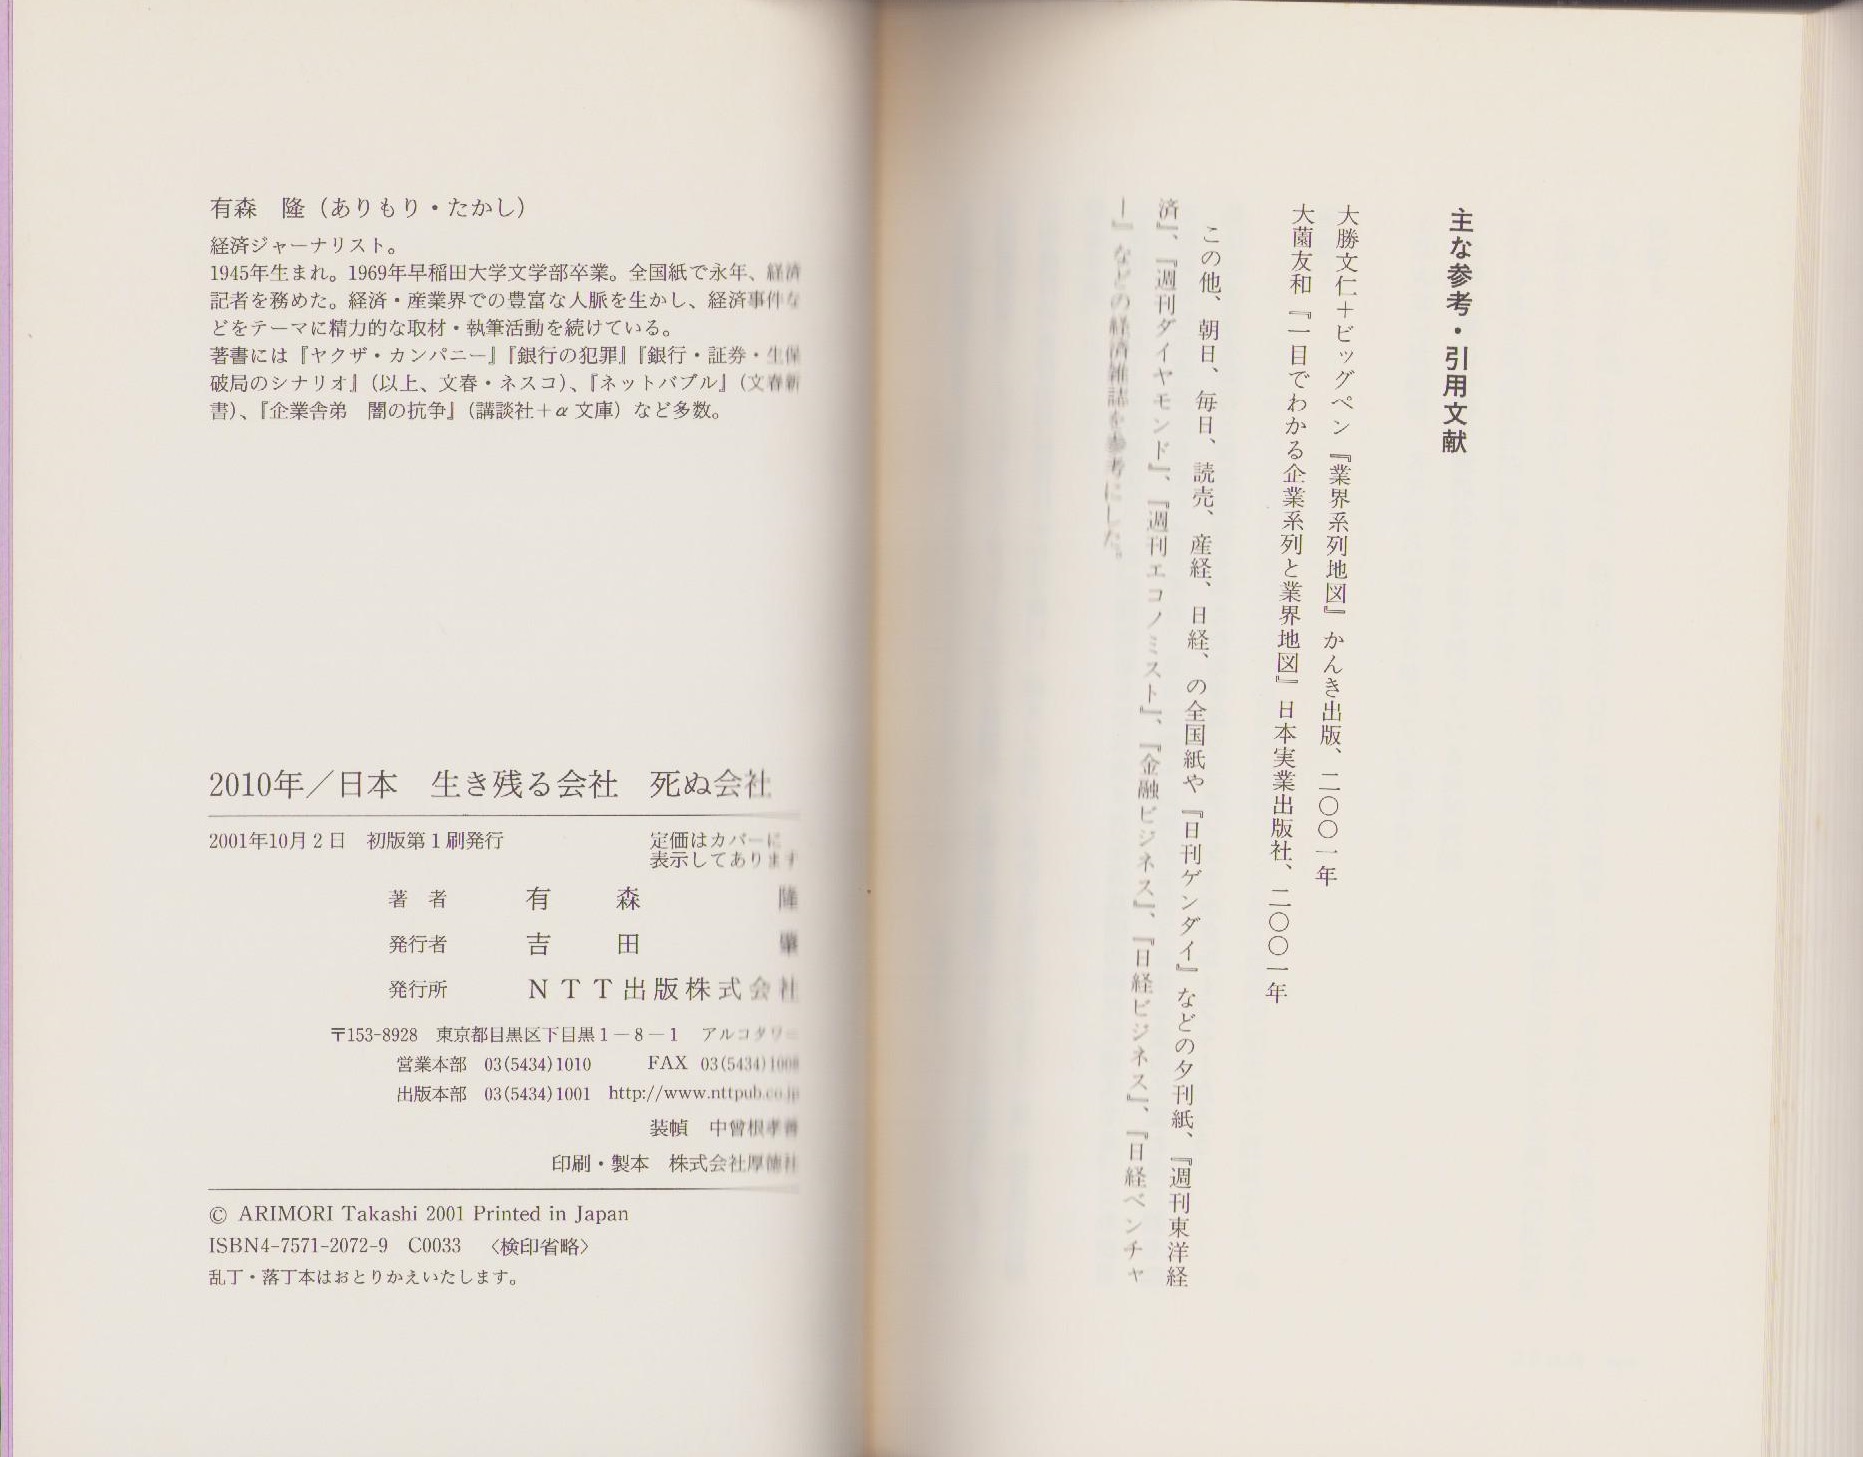 主な参考・引用文献
大勝文仁＋ビッグペン『業界系列地図』かんき出版、二〇〇一年
大薗友和『一目でわかる企業系列と業界地図』日本実業出版社、二〇〇一年
この他、朝日、毎日、読売、産経、日経、の全国紙や『日刊ゲンダイ』などの夕刊紙、『週刊東洋経
済』、『週刊ダイヤモンド』、『週刊エコノミスト』、『金融ビジネス』、『日経ビジネス』、『日経ベンチャ
ー』などの経済雑誌を参考にした。
有森　隆（ありもり・たかし）
経済ジャーナリスト。
1945年生まれ。1969年早稲田大学文学部卒業。全国紙で永年、経済
記者を務めた。経済・産業界での豊富な人脈を生かし、経済事件な
どをテーマに精力的な取材・執筆活動を続けている。
著書には『ヤクザ・カンパニー』『銀行の犯罪』『銀行・証券・生保
破局のシナリオ』（以上、文春・ネスコ）、『ネットバブル』（文春新
書）、『企業舎弟　闇の抗争』（講談社＋α文庫）など多数。
2010年／日本　生き残る会社　死ぬ会社
2001年10月2日　初版第1刷発行
定価はカバーに
表示してあります
著　者　有　森　隆
発行者　吉　田　肇
発行所　NTT出版株式会社
〒153-8928　東京都目黒区下目黒1－8－1　アルコタワー
営業本部　03(5434)1010　FAX　03(5434)1008
出版本部　03(5434)1001　http://www.nttpub.co.jp
装幀　中曽根孝善
印刷・製本　株式会社厚徳社
© ARIMORI Takashi 2001 Printed in Japan
ISBN4-7571-2072-9　C0033　〈検印省略〉
乱丁・落丁本はおとりかえいたします。